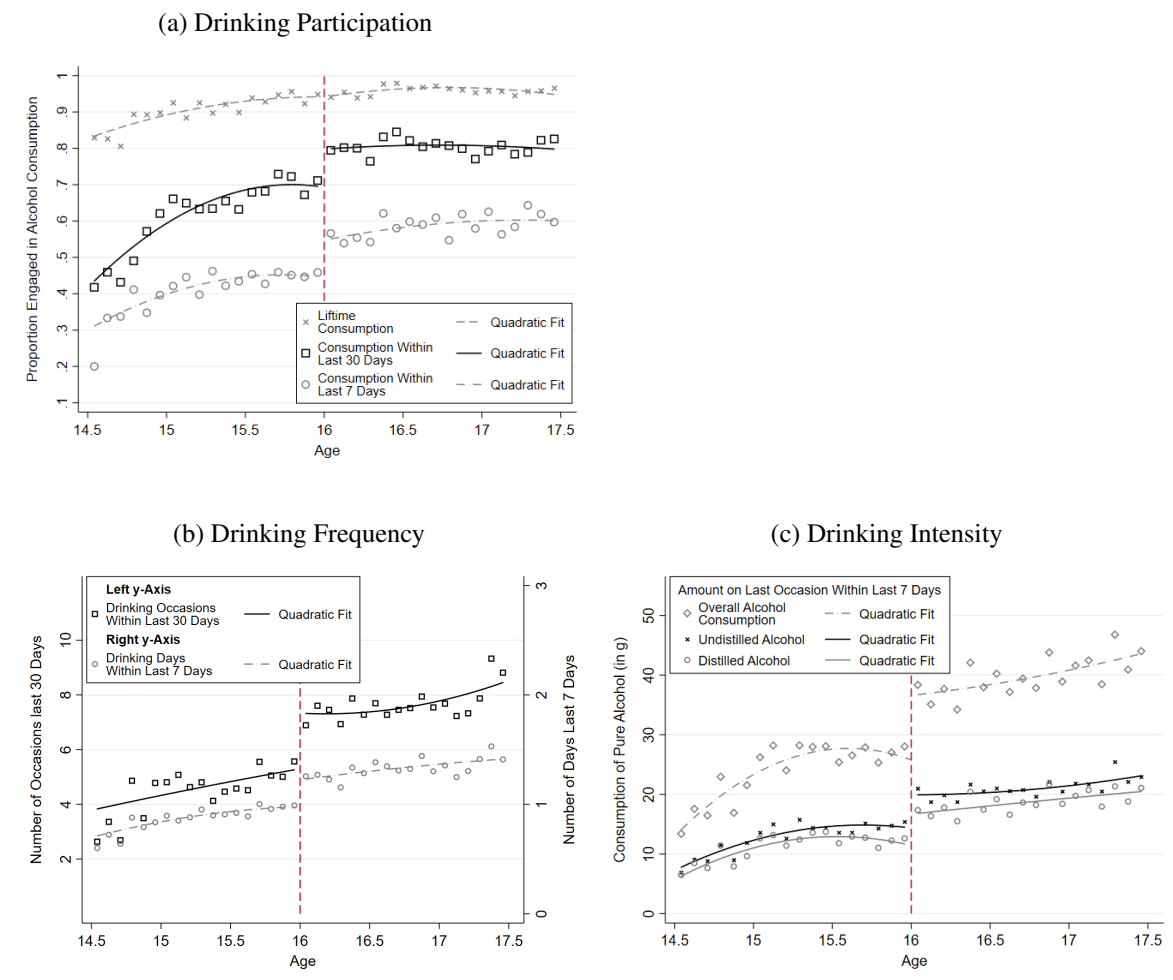 (a) Drinking Participation
Proportion Engaged in Alcohol Consumption
1
.9
.8
.7
.6
.5
.4
.3
.2
.1
Liftime
Consumption
Quadratic Fit
Consumption Within
Last 30 Days
Quadratic Fit
Consumption Within
Last 7 Days
Quadratic Fit
14.5 15 15.5 16 16.5 17 17.5
Age
(b) Drinking Frequency
Number of Occasions last 30 Days
10
8
6
4
2
Left y-Axis
Drinking Occasions
Within Last 30 Days
Quadratic Fit
Right y-Axis
Drinking Days
Within Last 7 Days
Quadratic Fit
3
2
1
0
Number of Days Last 7 Days
14.5 15 15.5 16 16.5 17 17.5
Age
(c) Drinking Intensity
Consumption of Pure Alcohol (in g)
50
40
30
20
10
0
Amount on Last Occasion Within Last 7 Days
Overall Alcohol
Consumption
Quadratic Fit
Undistilled Alcohol
Quadratic Fit
Distilled Alcohol
Quadratic Fit
14.5 15 15.5 16 16.5 17 17.5
Age